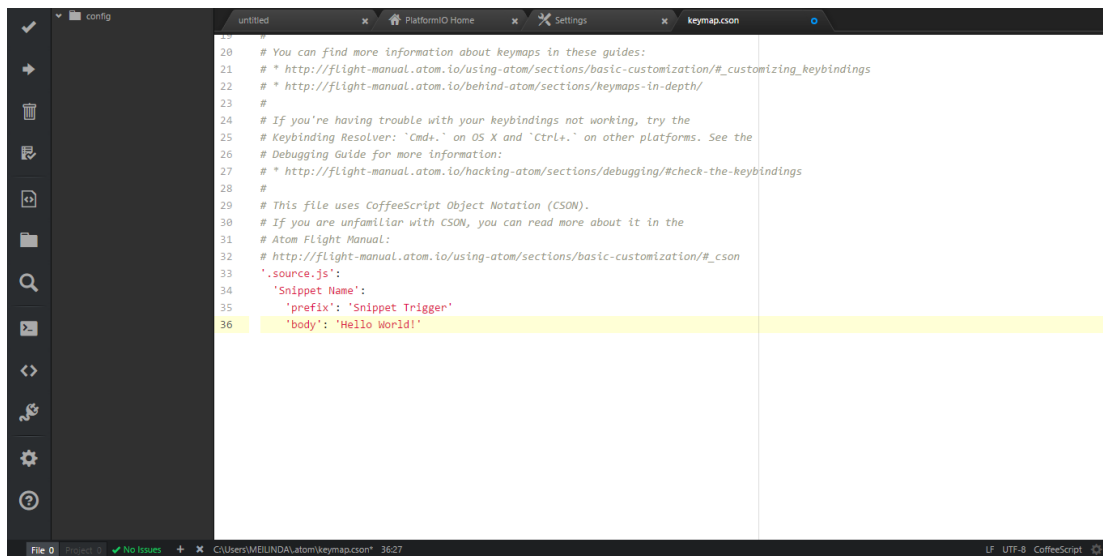 config
untitled
PlatformIO Home
Settings
keymap.cson
19 #
20 # You can find more information about keymaps in these guides:
21 # * http://flight-manual.atom.io/using-atom/sections/basic-customization/#_customizing_keybindings
22 # * http://flight-manual.atom.io/behind-atom/sections/keymaps-in-depth/
23 #
24 # If you're having trouble with your keybindings not working, try the
25 # Keybinding Resolver: `Cmd+.` on OS X and `Ctrl+.` on other platforms. See the
26 # Debugging Guide for more information:
27 # * http://flight-manual.atom.io/hacking-atom/sections/debugging/#check-the-keybindings
28 #
29 # This file uses CoffeeScript Object Notation (CSON).
30 # If you are unfamiliar with CSON, you can read more about it in the
31 # Atom Flight Manual:
32 # http://flight-manual.atom.io/using-atom/sections/basic-customization/#_cson
33 '.source.js':
34 'Snippet Name':
35 'prefix': 'Snippet Trigger'
36 'body': 'Hello World!'
File 0 Project 0 No Issues + C:\Users\MEILINDA\.atom\keymap.cson* 36:27 LF UTF-8 CoffeeScript